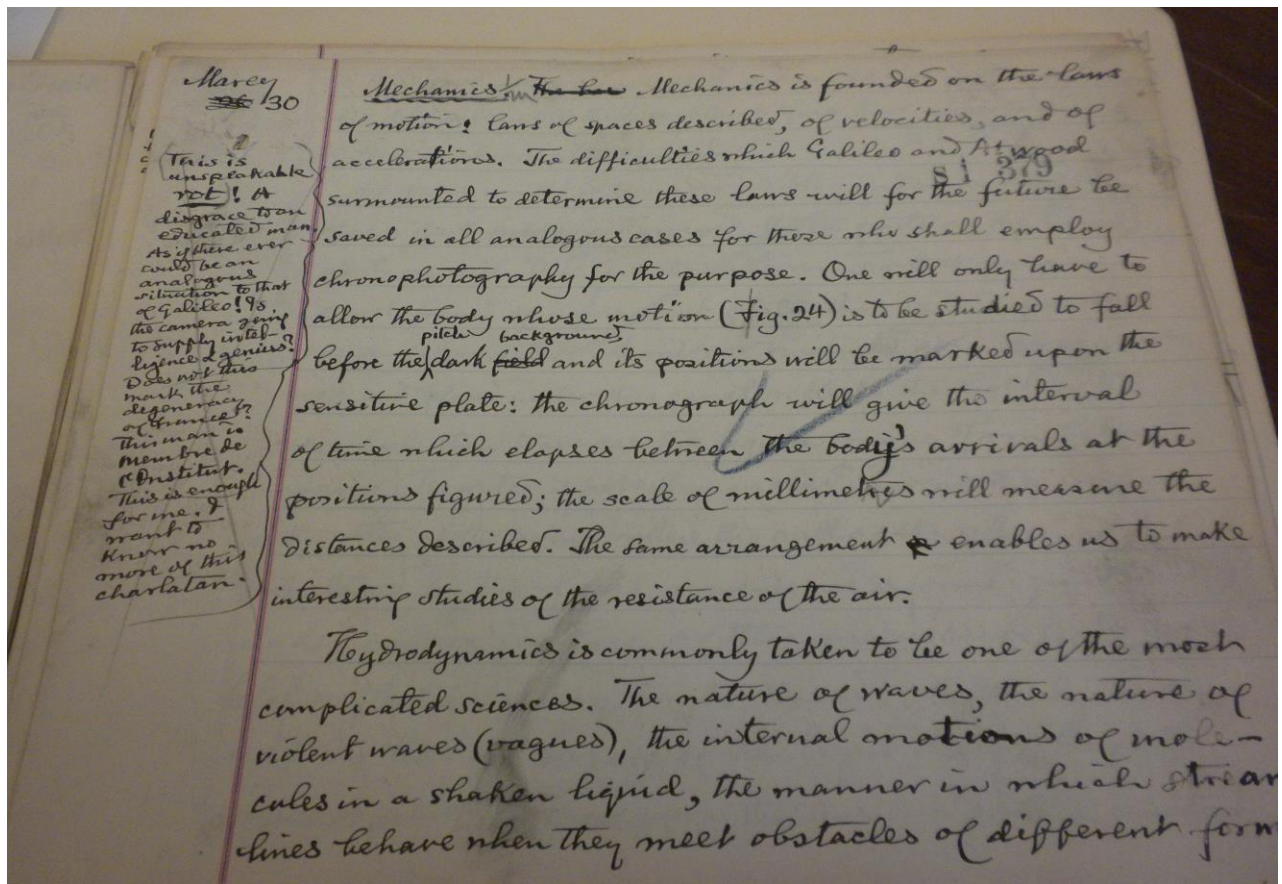 Marey
30
(This is
unspeakable
rot! A
disgrace to an
educated man.
As if there ever
could be an
analogous
situation to that
of Galileo! Is
the camera going
to supply intel-
ligence & genius?
Does not this
mark the
degeneracy
of France?
This man is
Membre de
l'Institut.
This is enough
for me. I
want to
know no
more of this
charlatan.
Mechanics. The law Mechanics is founded on the laws
of motion: laws of spaces described, of velocities, and of
accelerations. The difficulties which Galileo and Atwood
S1 379
surmounted to determine these laws will for the future be
saved in all analogous cases for those who shall employ
chronophotography for the purpose. One will only have to
allow the body whose motion (Fig. 24) is to be studied to fall
pitch background
before the dark field and its positions will be marked upon the
sensitive plate: the chronograph will give the interval
of time which elapses between the body's arrivals at the
positions figured; the scale of millimetres will measure the
distances described. The same arrangement enables us to make
interesting studies of the resistance of the air.
Hydrodynamics is commonly taken to be one of the most
complicated sciences. The nature of waves, the nature of
violent waves (vagues), the internal motions of mole-
cules in a shaken liquid, the manner in which stream
lines behave when they meet obstacles of different form